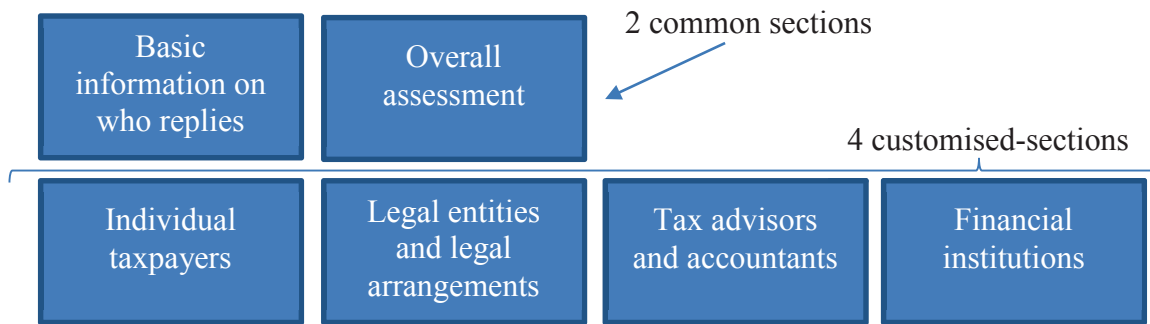 Basic
information on
who replies
Overall
assessment
2 common sections
4 customised-sections
Individual
taxpayers
Legal entities
and legal
arrangements
Tax advisors
and accountants
Financial
institutions